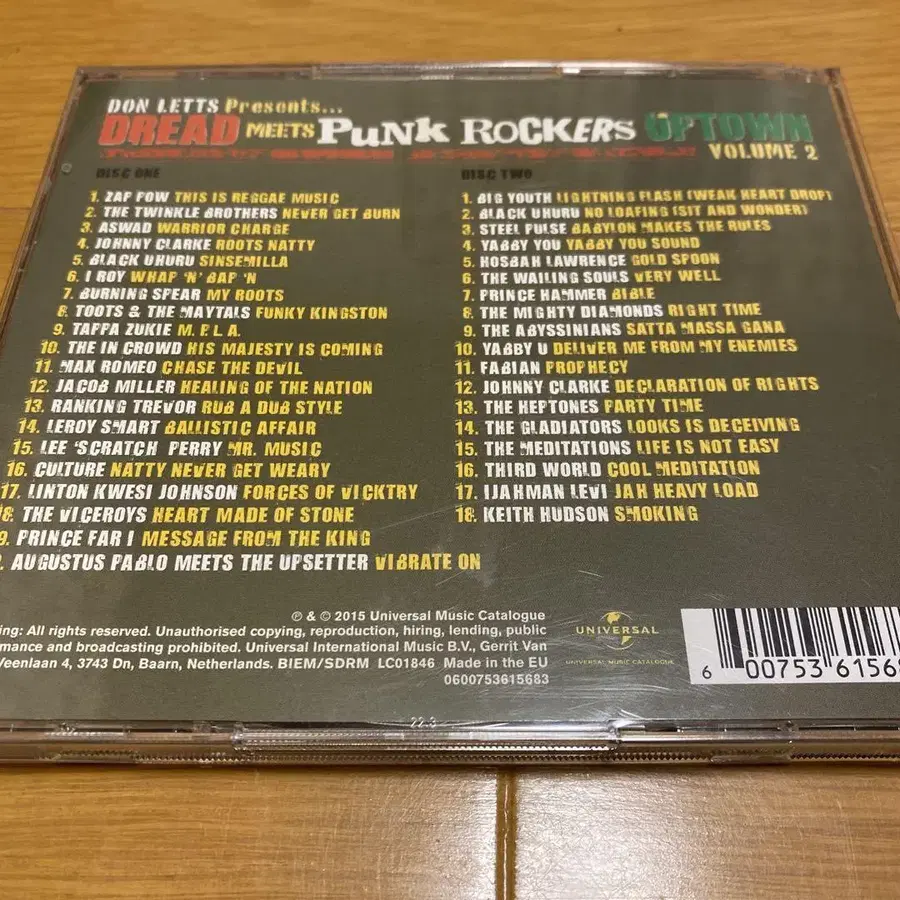 DON LETTS Presents...
DREAD MEETS PUNK ROCKERS UPTOWN
VOLUME 2
DISC ONE
1. ZAP POW THIS IS REGGAE MUSIC
2. THE TWINKLE BROTHERS NEVER GET BURN
3. ASWAD WARRIOR CHARGE
4. JOHNNY CLARKE ROOTS NATTY
5. BLACK UHURU SINSEMILLA
6. I ROY WHAP 'N' BAP 'N
7. BURNING SPEAR MY ROOTS
8. TOOTS & THE MAYTALS FUNKY KINGSTON
9. TAPPA ZUKIE M.P.L.A.
10. THE IN CROWD HIS MAJESTY IS COMING
11. MAX ROMEO CHASE THE DEVIL
12. JACOB MILLER HEALING OF THE NATION
13. RANKING TREVOR RUB A DUB STYLE
14. LEROY SMART BALLISTIC AFFAIR
15. LEE 'SCRATCH' PERRY MR. MUSIC
16. CULTURE NATTY NEVER GET WEARY
17. LINTON KWESI JOHNSON FORCES OF VICKTRY
18. THE VICEROYS HEART MADE OF STONE
9. PRINCE FAR I MESSAGE FROM THE KING
. AUGUSTUS PABLO MEETS THE UPSETTER VIBRATE ON
DISC TWO
1. BIG YOUTH LIGHTNING FLASH (WEAK HEART DROP)
2. BLACK UHURU NO LOAFING (SIT AND WONDER)
3. STEEL PULSE BABYLON MAKES THE RULES
4. YABBY YOU YABBY YOU SOUND
5. HOSBAH LAWRENCE GOLD SPOON
6. THE WAILING SOULS VERY WELL
7. PRINCE HAMMER BIBLE
8. THE MIGHTY DIAMONDS RIGHT TIME
9. THE ABYSSINIANS SATTA MASSA GANA
10. YABBY U DELIVER ME FROM MY ENEMIES
11. FABIAN PROPHECY
12. JOHNNY CLARKE DECLARATION OF RIGHTS
13. THE HEPTONES PARTY TIME
14. THE GLADIATORS LOOKS IS DECEIVING
15. THE MEDITATIONS LIFE IS NOT EASY
16. THIRD WORLD COOL MEDITATION
17. IJAHMAN LEVI JAH HEAVY LOAD
18. KEITH HUDSON SMOKING
℗ & © 2015 Universal Music Catalogue
ing: All rights reserved. Unauthorised copying, reproduction, hiring, lending, public
mance and broadcasting prohibited. Universal International Music B.V., Gerrit Van
Veenlaan 4, 3743 Dn, Baarn, Netherlands. BIEM/SDRM LC01846 Made in the EU
0600753615683
UNIVERSAL
UNIVERSAL MUSIC CATALOGUE
6 00753 61568
22-3